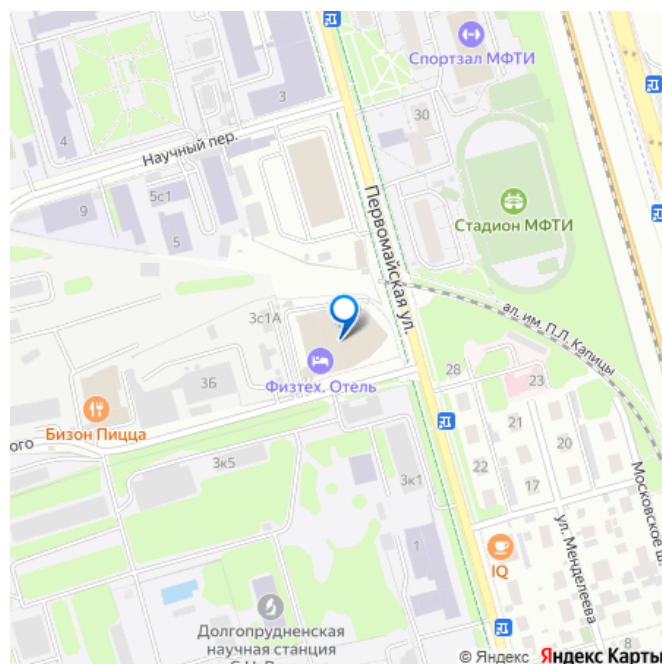 Спортзал МФТИ
3
30
4
Научный пер.
5с1
9
5
Первомайская ул.
Стадион МФТИ
3с1А
ал. им. П.Л. Капицы
Физтех. Отель
3Б
28
23
Бизон Пицца
ого
21
20
22
17
3к5
3к1
Московское ш.
1
IQ
ул. Менделеева
8
Долгопрудненская
научная станция
© Яндекс Яндекс Карты